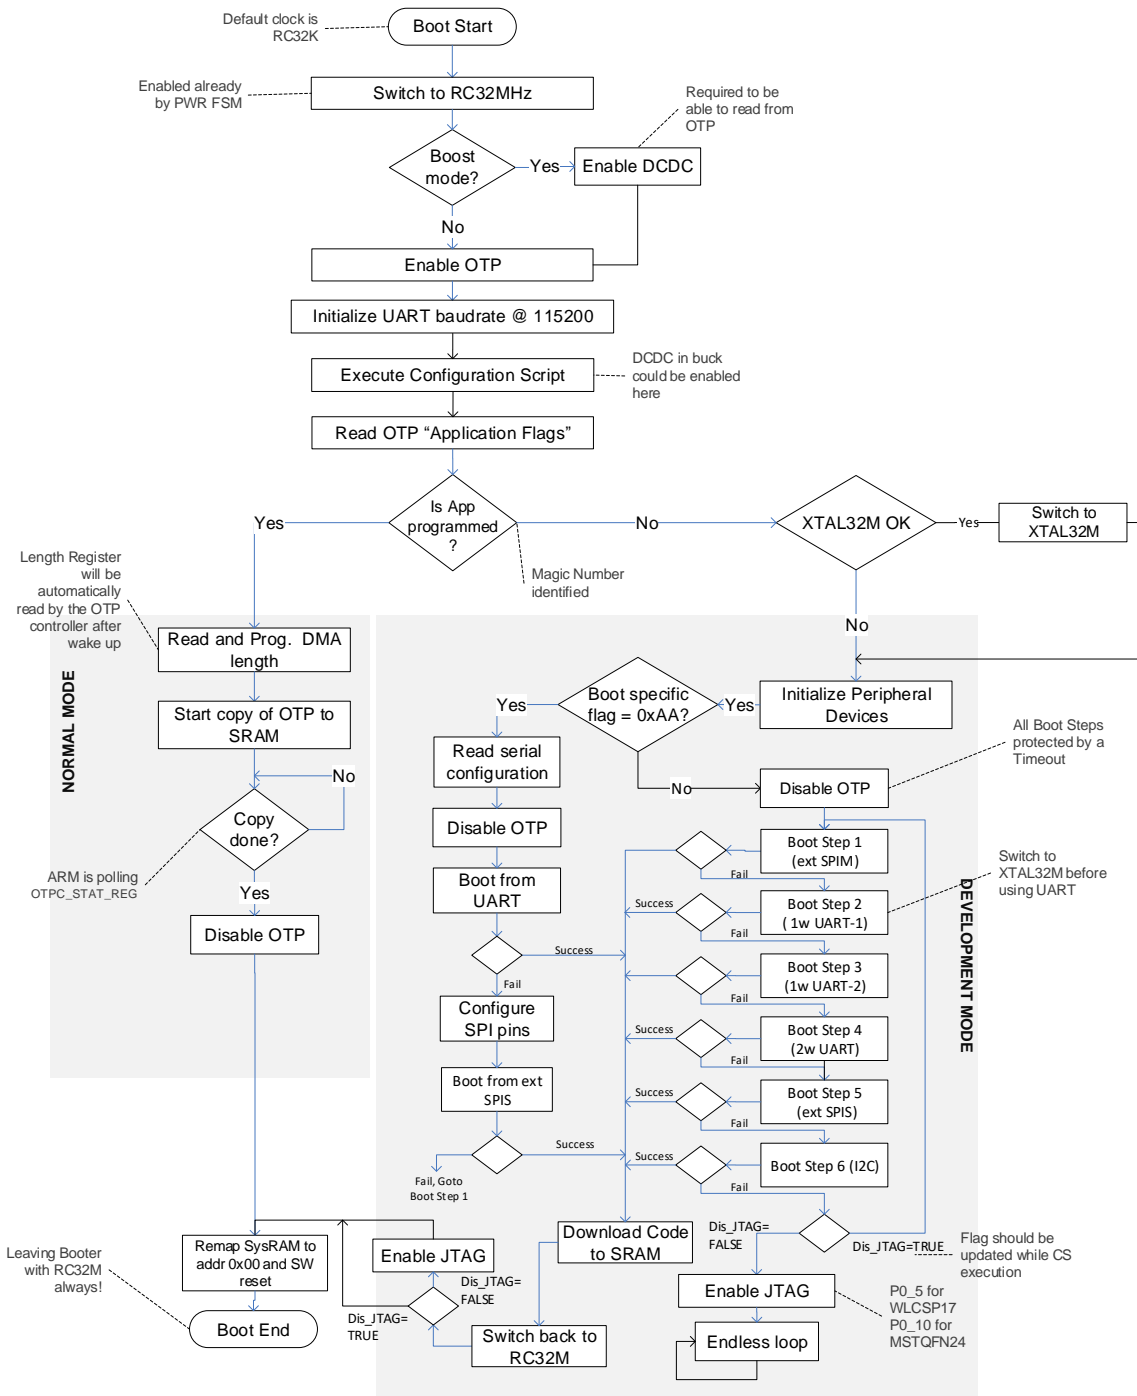 Default clock is
RC32K
Boot Start
Enabled already
by PWR FSM
Switch to RC32MHz
Required to be
able to read from
OTP
Boost
mode?
Yes
Enable DCDC
No
Enable OTP
Initialize UART baudrate @ 115200
Execute Configuration Script
DCDC in buck
could be enabled
here
Read OTP “Application Flags”
Is App
programmed
?
Yes
No
XTAL32M OK
Yes
Switch to
XTAL32M
Magic Number
identified
Length Register
will be
automatically
read by the OTP
controller after
wake up
No
NORMAL MODE
Read and Prog. DMA
length
Start copy of OTP to
SRAM
No
Copy
done?
ARM is polling
OTPC_STAT_REG
Yes
Disable OTP
Boot specific
flag = 0xAA?
Yes
Yes
Initialize Peripheral
Devices
Read serial
configuration
No
Disable OTP
All Boot Steps
protected by a
Timeout
Disable OTP
Boot from
UART
Success
Fail
Configure
SPI pins
Boot from ext
SPIS
Success
Fail, Goto
Boot Step 1
Boot Step 1
(ext SPIM)
Fail
Success
Boot Step 2
( 1w UART-1)
Switch to
XTAL32M before
using UART
Fail
Boot Step 3
(1w UART-2)
Fail
Success
Boot Step 4
(2w UART)
Fail
Success
Boot Step 5
(ext SPIS)
Fail
Success
Boot Step 6 (I2C)
Fail
DEVELOPMENT MODE
Download Code
to SRAM
Dis_JTAG=
FALSE
Dis_JTAG=TRUE
Flag should be
updated while CS
execution
Enable JTAG
P0_5 for
WLCSP17
P0_10 for
MSTQFN24
Endless loop
Switch back to
RC32M
Enable JTAG
Dis_JTAG=
FALSE
Dis_JTAG=
TRUE
Remap SysRAM to
addr 0x00 and SW
reset
Leaving Booter
with RC32M
always!
Boot End